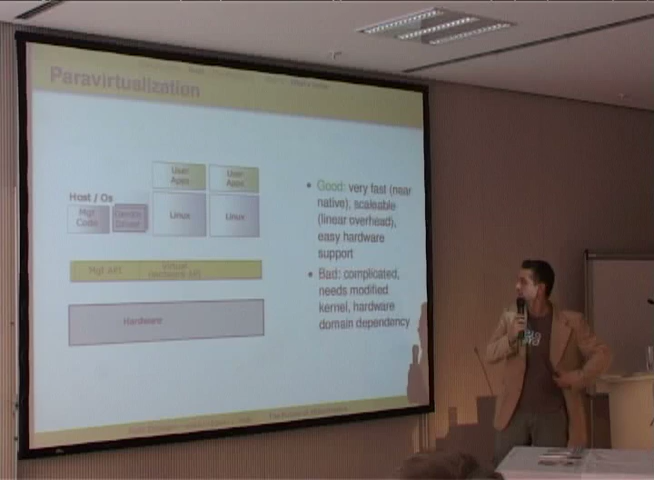 Paravirtualization
User
Apps
User
Apps
Host / Os
Mgt
Code
Device
Driver
Linux
Linux
Mgt API
Virtual
Hardware API
Hardware
• Good: very fast (near
native), scaleable
(linear overhead),
easy hardware
support
• Bad: complicated,
needs modified
kernel, hardware
domain dependency